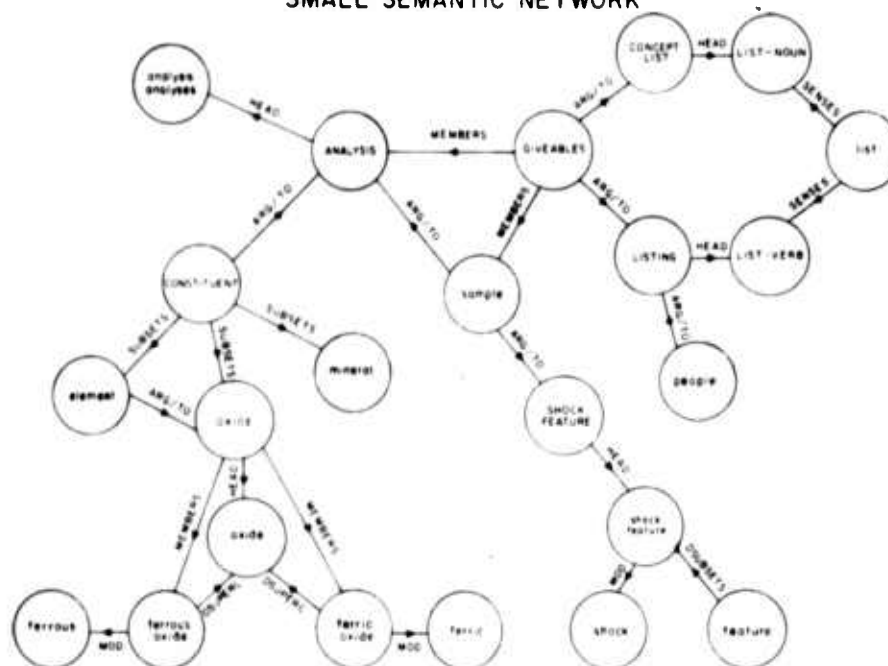 SMALL SEMANTIC NETWORK
analysis
analyses
HEAD
ANALYSIS
MEMBERS
GIVEABLES
ARG/TO
CONCEPT
LIST
HEAD
LIST-NOUN
SENSES
list
SENSES
LIST-VERB
HEAD
LISTING
ARG/TO
MEMBERS
ARG/TO
ARG/TO
CONSTITUENT
sample
ARG/TO
people
SUBSETS
SUBSETS
SUBSETS
mineral
element
ARG/TO
OXIDE
ARG/TO
SHOCK
FEATURE
HEAD
HEAD
MEMBERS
MEMBERS
oxide
shock
feature
MOD
DSUBSETS
ferrous
MOD
ferrous
oxide
ferric
oxide
MOD
ferric
shock
feature